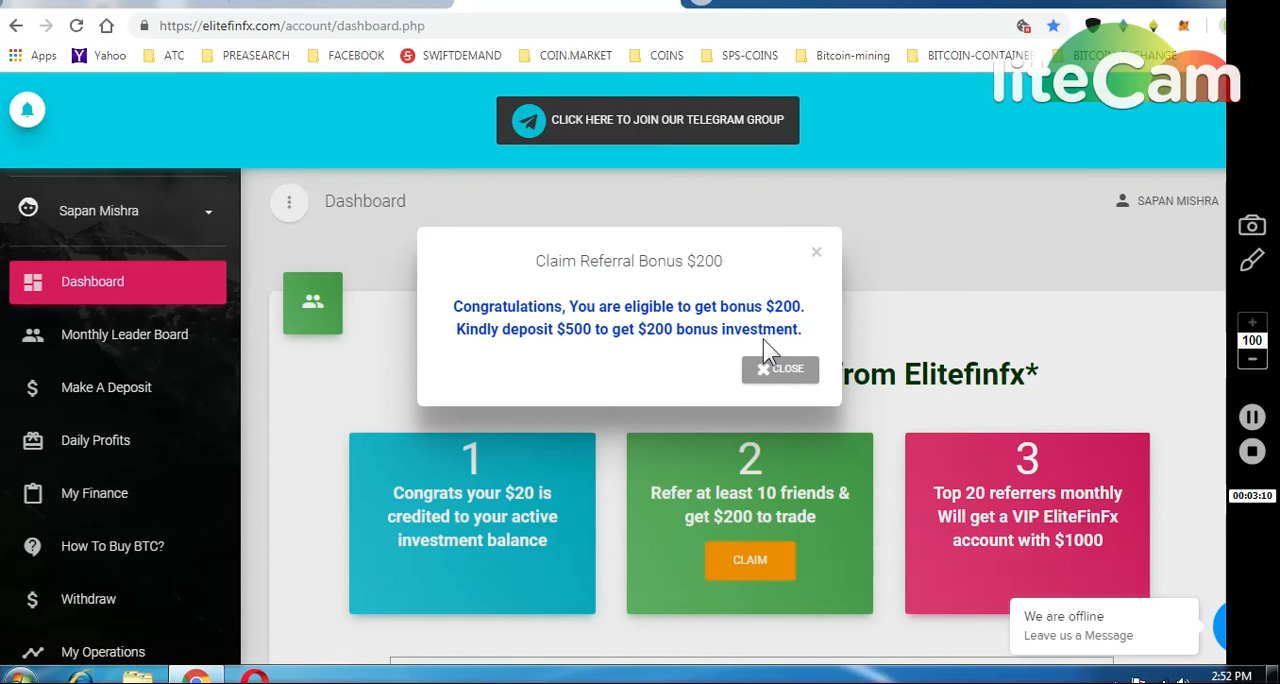 https://elitefinfx.com/account/dashboard.php
Apps Yahoo ATC PREASEARCH FACEBOOK SWIFTDEMAND COIN.MARKET COINS SPS-COINS Bitcoin-mining BITCOIN-CONTAINE BITCOIN-EXCHANGE
liteCam
CLICK HERE TO JOIN OUR TELEGRAM GROUP
Sapan Mishra
Dashboard
SAPAN MISHRA
Dashboard
Monthly Leader Board
Make A Deposit
Daily Profits
My Finance
How To Buy BTC?
Withdraw
My Operations
Claim Referral Bonus $200
×
Congratulations, You are eligible to get bonus $200.
Kindly deposit $500 to get $200 bonus investment.
CLOSE
from Elitefinfx*
1
Congrats your $20 is
credited to your active
investment balance
2
Refer at least 10 friends &
get $200 to trade
CLAIM
3
Top 20 referrers monthly
Will get a VIP EliteFinFx
account with $1000
We are offline
Leave us a Message
100
00:03:10
2:52 PM